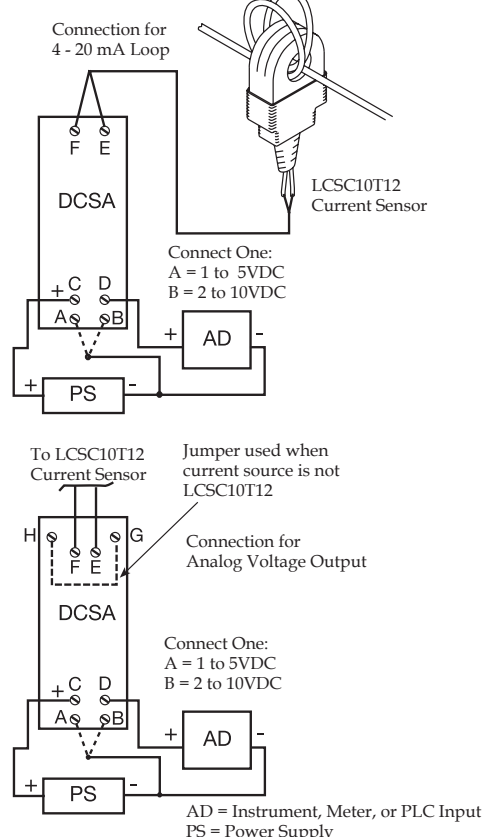 Connection for
4 - 20 mA Loop
F E
DCSA
LCSC10T12
Current Sensor
Connect One:
A = 1 to 5VDC
B = 2 to 10VDC
+ C D
A B
+ AD -
+ PS -
To LCSC10T12
Current Sensor
Jumper used when
current source is not
LCSC10T12
H G
F E
Connection for
Analog Voltage Output
DCSA
Connect One:
A = 1 to 5VDC
B = 2 to 10VDC
+ C D
A B
+ AD -
+ PS -
AD = Instrument, Meter, or PLC Input
PS = Power Supply